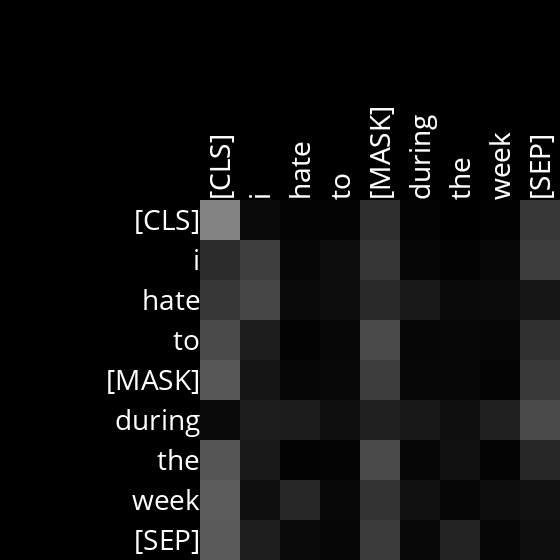 [CLS] i hate to [MASK] during the week [SEP]
[CLS]
i
hate
to
[MASK]
during
the
week
[SEP]